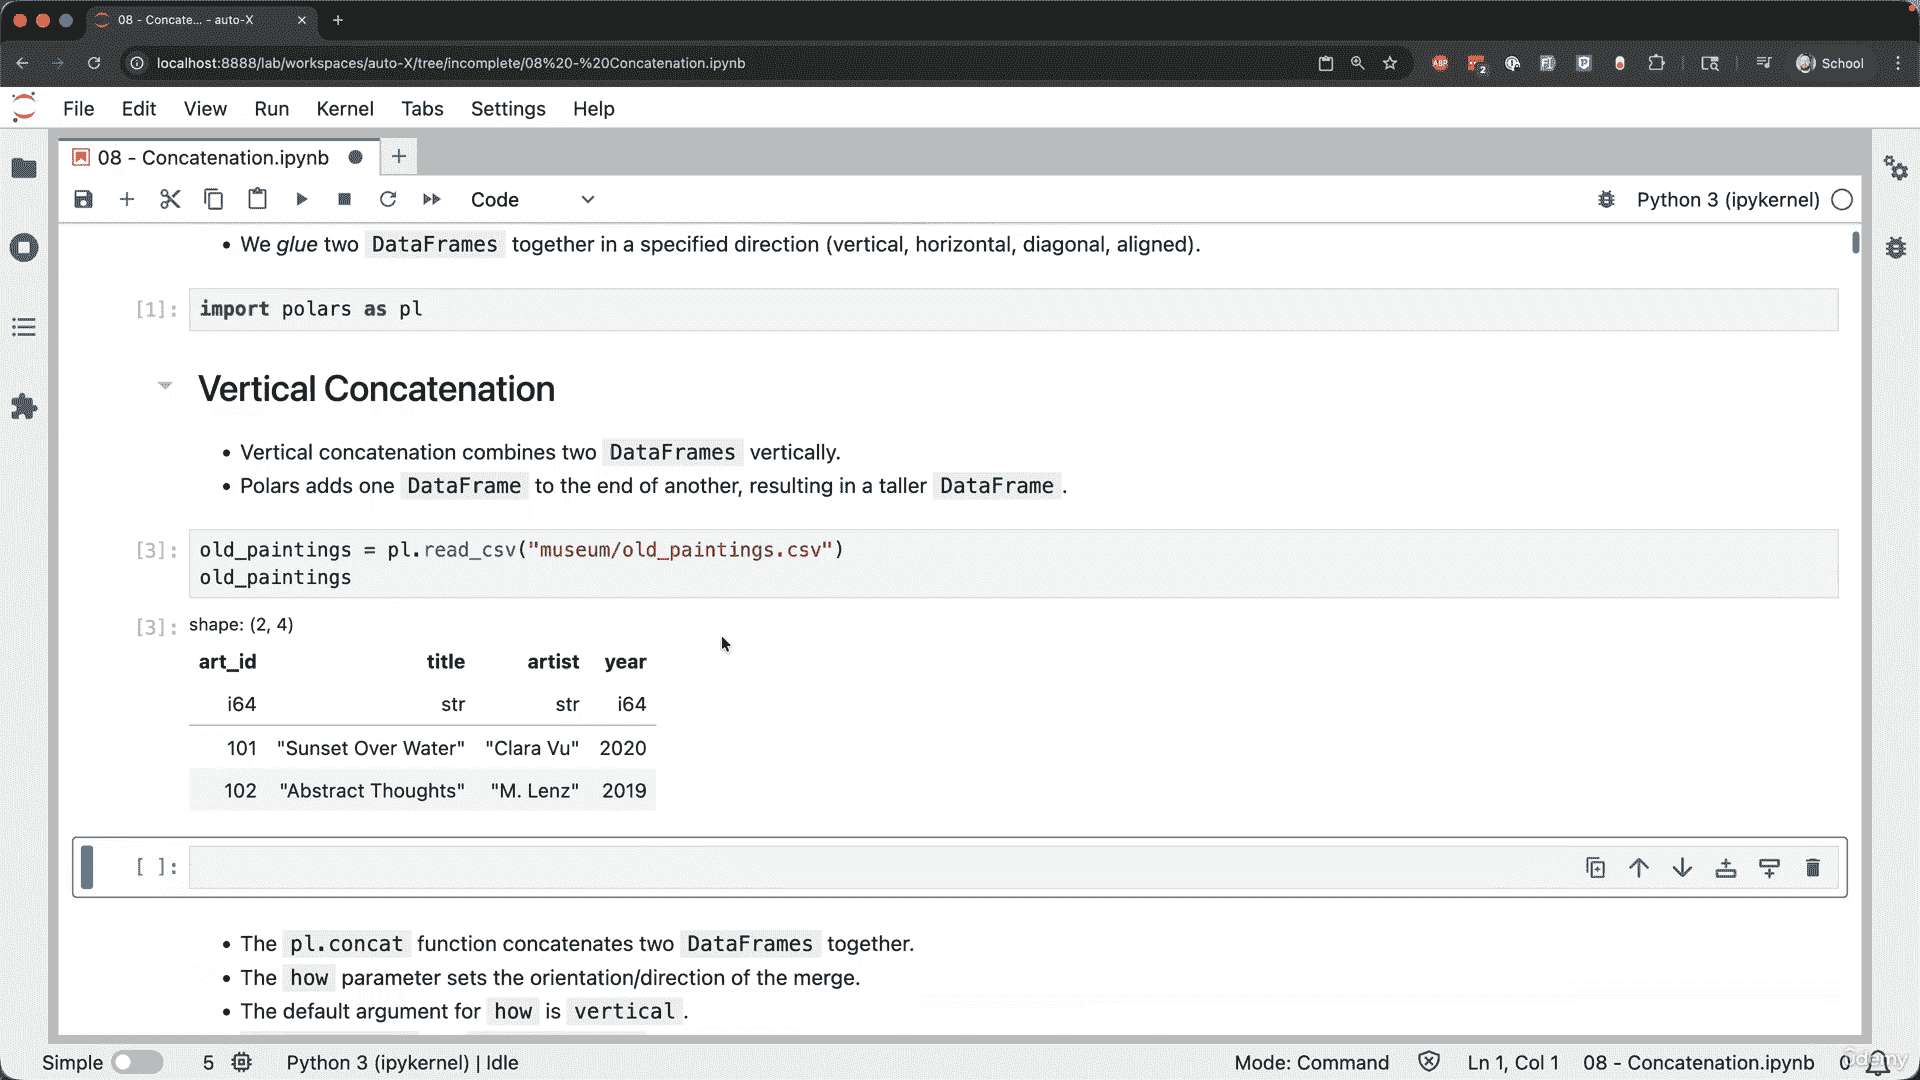 08 - Concate... - auto-X
localhost:8888/lab/workspaces/auto-X/tree/incomplete/08%20-%20Concatenation.ipynb
ABP
2
School
File Edit View Run Kernel Tabs Settings Help
08 - Concatenation.ipynb
Code
Python 3 (ipykernel)
• We glue two DataFrames together in a specified direction (vertical, horizontal, diagonal, aligned).
[1]: import polars as pl
Vertical Concatenation
• Vertical concatenation combines two DataFrames vertically.
• Polars adds one DataFrame to the end of another, resulting in a taller DataFrame.
[3]: old_paintings = pl.read_csv("museum/old_paintings.csv")
old_paintings
[3]: shape: (2, 4)
art_id title artist year
i64 str str i64
101 "Sunset Over Water" "Clara Vu" 2020
102 "Abstract Thoughts" "M. Lenz" 2019
[ ]:
• The pl.concat function concatenates two DataFrames together.
• The how parameter sets the orientation/direction of the merge.
• The default argument for how is vertical.
Simple 5 Python 3 (ipykernel) | Idle Mode: Command Ln 1, Col 1 08 - Concatenation.ipynb 0
Udemy